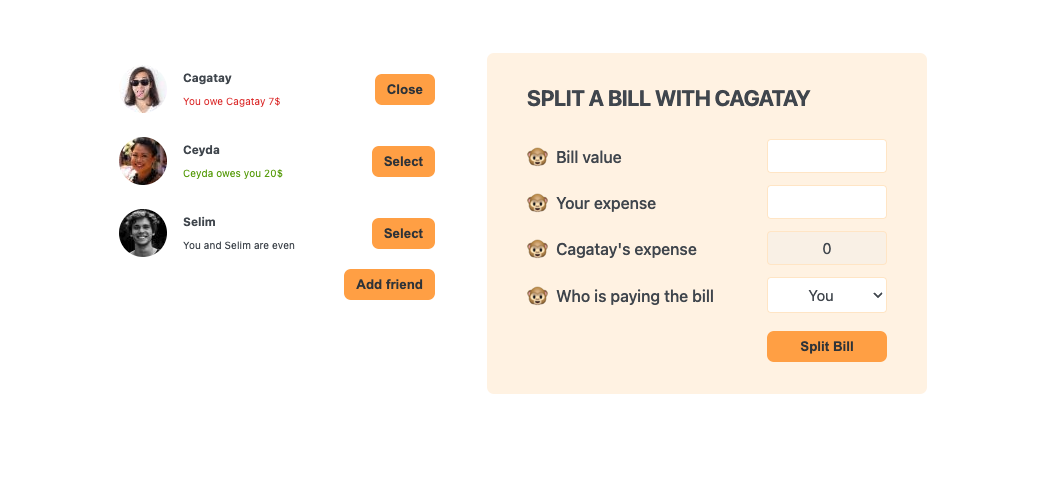 Cagatay
You owe Cagatay 7$
Close
Ceyda
Ceyda owes you 20$
Select
Selim
You and Selim are even
Select
Add friend
SPLIT A BILL WITH CAGATAY
Bill value
Your expense
Cagatay's expense
0
Who is paying the bill
You
Split Bill